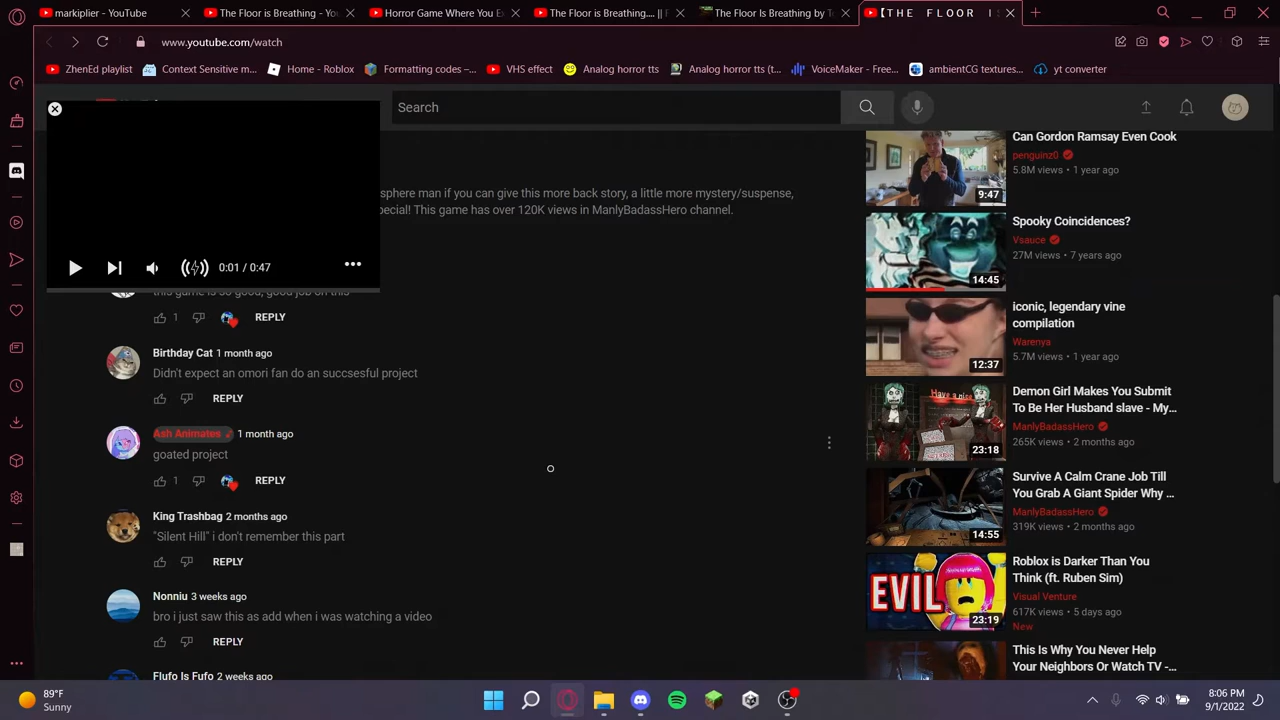 markiplier - YouTube
The Floor is Breathing - Yo
Horror Game Where You E
The Floor is Breathing.... || F
The Floor Is Breathing by T
【T H E F L O O R I S
www.youtube.com/watch
ZhenEd playlist
Context Sensitive m...
Home - Roblox
Formatting codes –...
VHS effect
Analog horror tts
Analog horror tts (t...
VoiceMaker - Free...
ambientCG textures...
yt converter
Search
sphere man if you can give this more back story, a little more mystery/suspense,
pecial! This game has over 120K views in ManlyBadassHero channel.
0:01 / 0:47
this game is so good, good job on this
1
REPLY
Birthday Cat 1 month ago
Didn't expect an omori fan do an succsesful project
REPLY
Ash Animates 1 month ago
goated project
1
REPLY
King Trashbag 2 months ago
"Silent Hill" i don't remember this part
REPLY
Nonniu 3 weeks ago
bro i just saw this as add when i was watching a video
REPLY
Flufo Is Fufo 2 weeks ago
9:47
Can Gordon Ramsay Even Cook
penguinz0
5.8M views • 1 year ago
14:45
Spooky Coincidences?
Vsauce
27M views • 7 years ago
12:37
iconic, legendary vine
compilation
Warenya
5.7M views • 1 year ago
Have a nice
23:18
Demon Girl Makes You Submit
To Be Her Husband slave - My...
ManlyBadassHero
265K views • 2 months ago
14:55
Survive A Calm Crane Job Till
You Grab A Giant Spider Why ...
ManlyBadassHero
319K views • 2 months ago
EVIL
23:19
Roblox is Darker Than You
Think (ft. Ruben Sim)
Visual Venture
617K views • 5 days ago
New
This Is Why You Never Help
Your Neighbors Or Watch TV -...
89°F
Sunny
8:06 PM
9/1/2022